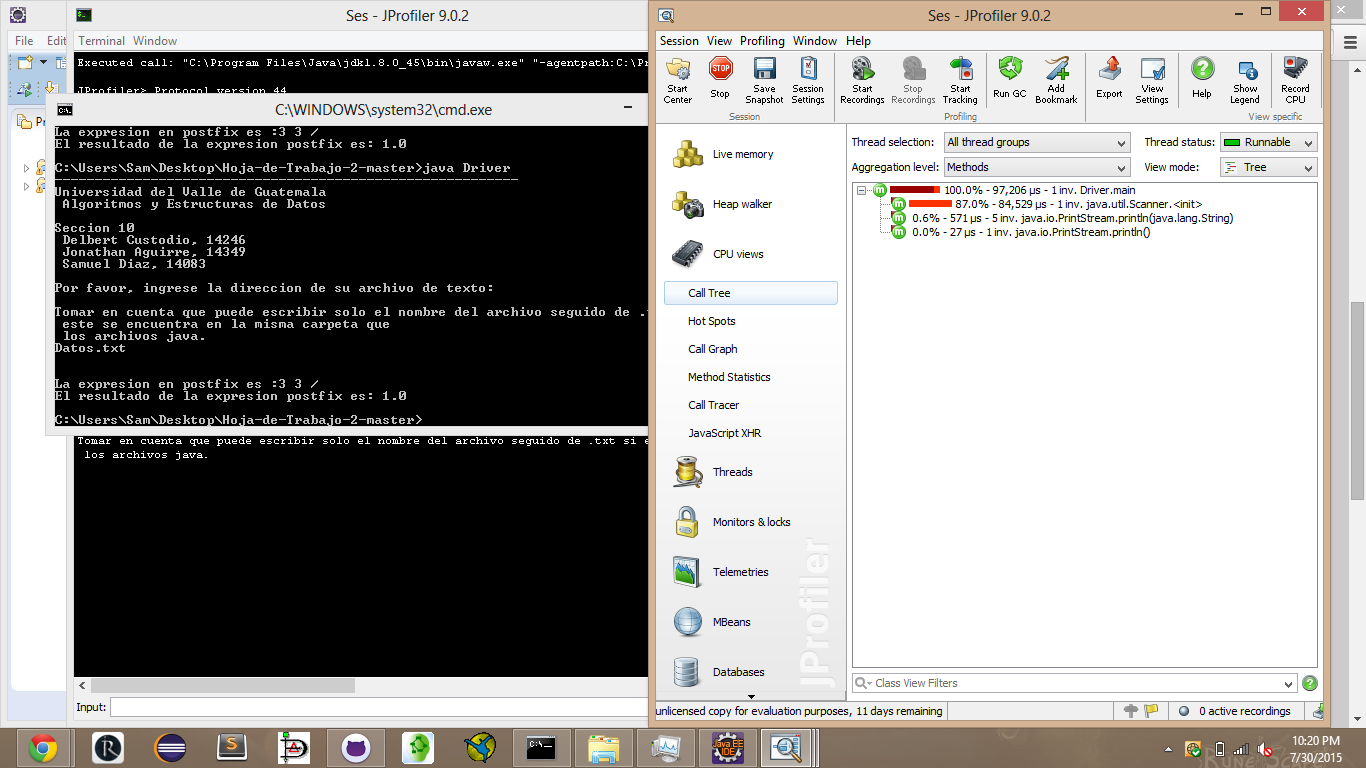 File Edit
Ses - JProfiler 9.0.2
Terminal Window
Executed call: "C:\Program Files\Java\jdk1.8.0_45\bin\javaw.exe" "-agentpath:C:\Pr
JProfiler> Protocol version 44
C:\WINDOWS\system32\cmd.exe
La expresion en postfix es :3 3 /
El resultado de la expresion postfix es: 1.0
C:\Users\Sam\Desktop\Hoja-de-Trabajo-2-master>java Driver
Universidad del Valle de Guatemala
Algoritmos y Estructuras de Datos
Seccion 10
Delbert Custodio, 14246
Jonathan Aguirre, 14349
Samuel Diaz, 14083
Por favor, ingrese la direccion de su archivo de texto:
Tomar en cuenta que puede escribir solo el nombre del archivo seguido de .
este se encuentra en la misma carpeta que
los archivos java.
Datos.txt
La expresion en postfix es :3 3 /
El resultado de la expresion postfix es: 1.0
C:\Users\Sam\Desktop\Hoja-de-Trabajo-2-master>
Tomar en cuenta que puede escribir solo el nombre del archivo seguido de .txt si e
los archivos java.
Input:
Ses - JProfiler 9.0.2
Session View Profiling Window Help
Start Center
Stop
Save Snapshot
Session Settings
Start Recordings
Stop Recordings
Start Tracking
Run GC
Add Bookmark
Export
View Settings
Help
Show Legend
Record CPU
Session
Profiling
View specific
Live memory
Heap walker
CPU views
Call Tree
Hot Spots
Call Graph
Method Statistics
Call Tracer
JavaScript XHR
Threads
Monitors & locks
Telemetries
MBeans
Databases
JProfiler
Thread selection: All thread groups Thread status: Runnable
Aggregation level: Methods View mode: Tree
100.0% - 97,206 µs - 1 inv. Driver.main
87.0% - 84,529 µs - 1 inv. java.util.Scanner.<init>
0.6% - 571 µs - 5 inv. java.io.PrintStream.println(java.lang.String)
0.0% - 27 µs - 1 inv. java.io.PrintStream.println()
Class View Filters
unlicensed copy for evaluation purposes, 11 days remaining
0 active recordings
10:20 PM
7/30/2015